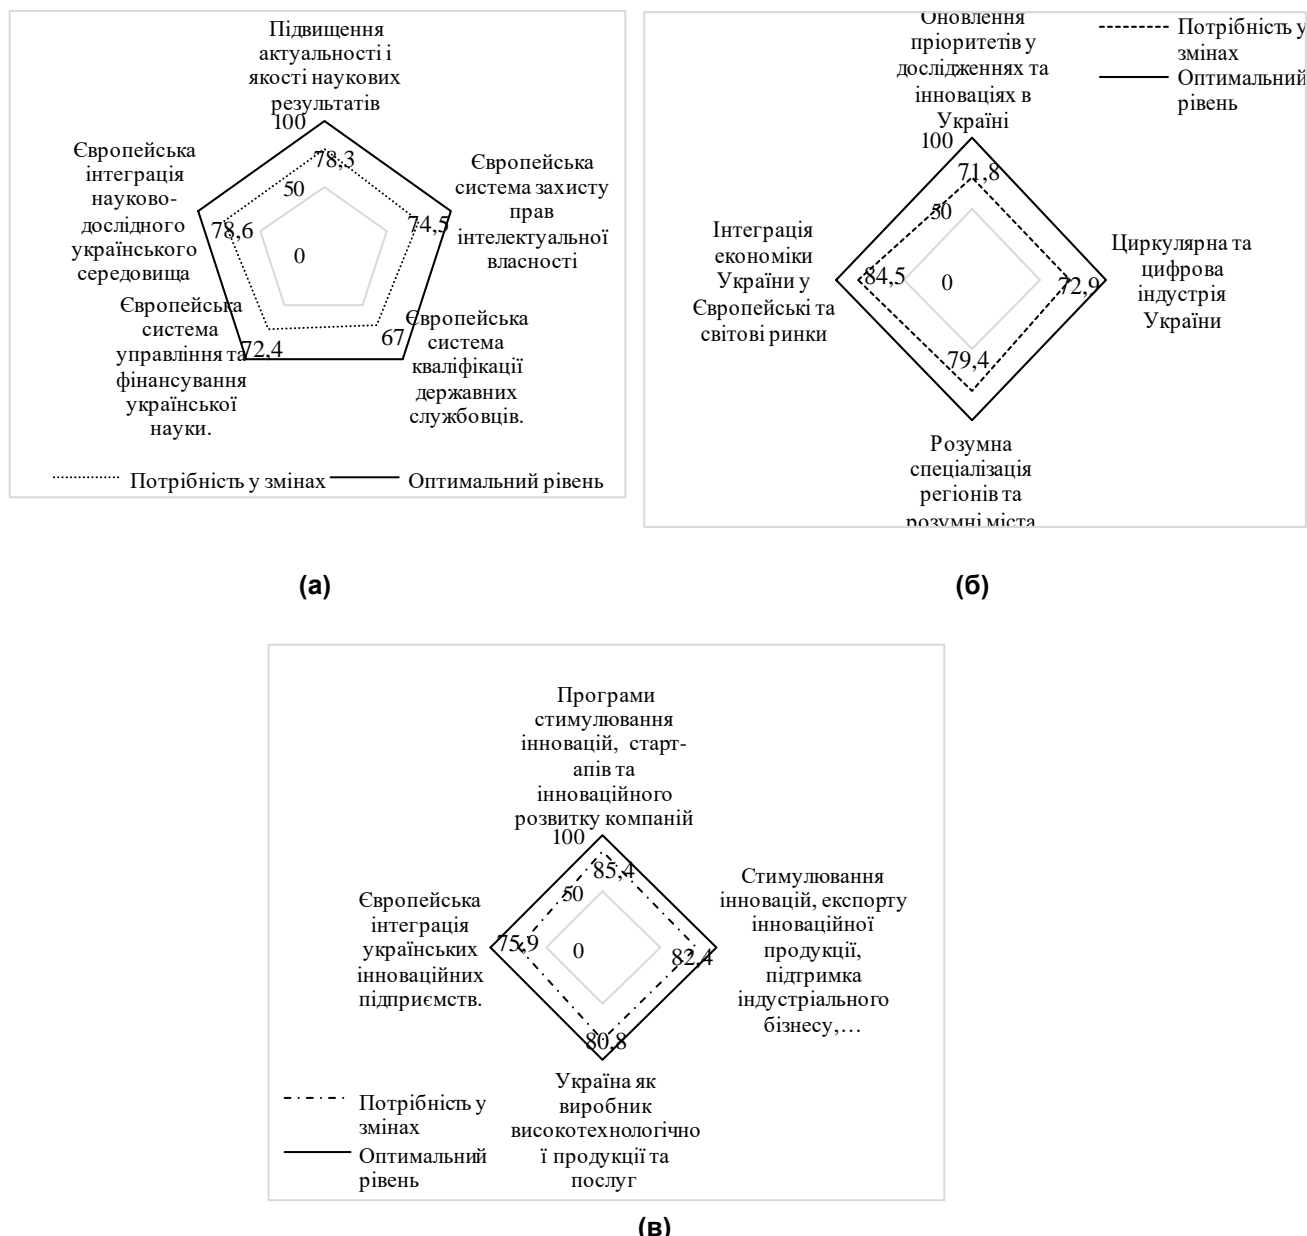 Підвищення
актуальності і
якості наукових
результатів
100
78,3
50
0
Європейська
система захисту
прав
інтелектуальної
власності
74,5
Європейська
система
кваліфікації
державних
службовців.
67
Європейська
система
управління та
фінансування
української
науки.
72,4
Європейська
інтеграція
науково-
дослідного
українського
середовища
78,6
Потрібність у змінах
Оптимальний рівень
(а)
Оновлення
пріоритетів у
дослідженнях та
інноваціях в
Україні
100
71,8
50
0
Циркулярна та
цифрова
індустрія
України
72,9
Розумна
спеціалізація
регіонів та
розумні міста
79,4
Інтеграція
економіки
України у
Європейські та
світові ринки
84,5
Потрібність у
змінах
Оптимальний
рівень
(б)
Програми
стимулювання
інновацій, старт-
апів та
інноваційного
розвитку компаній
100
85,4
50
0
Стимулювання
інновацій, експорту
інноваційної
продукції,
підтримка
індустріального
бізнесу,…
82,4
Україна як
виробник
високотехнологічно
ї продукції та
послуг
80,8
Європейська
інтеграція
українських
інноваційних
підприємств.
75,9
Потрібність у
змінах
Оптимальний
рівень
(в)